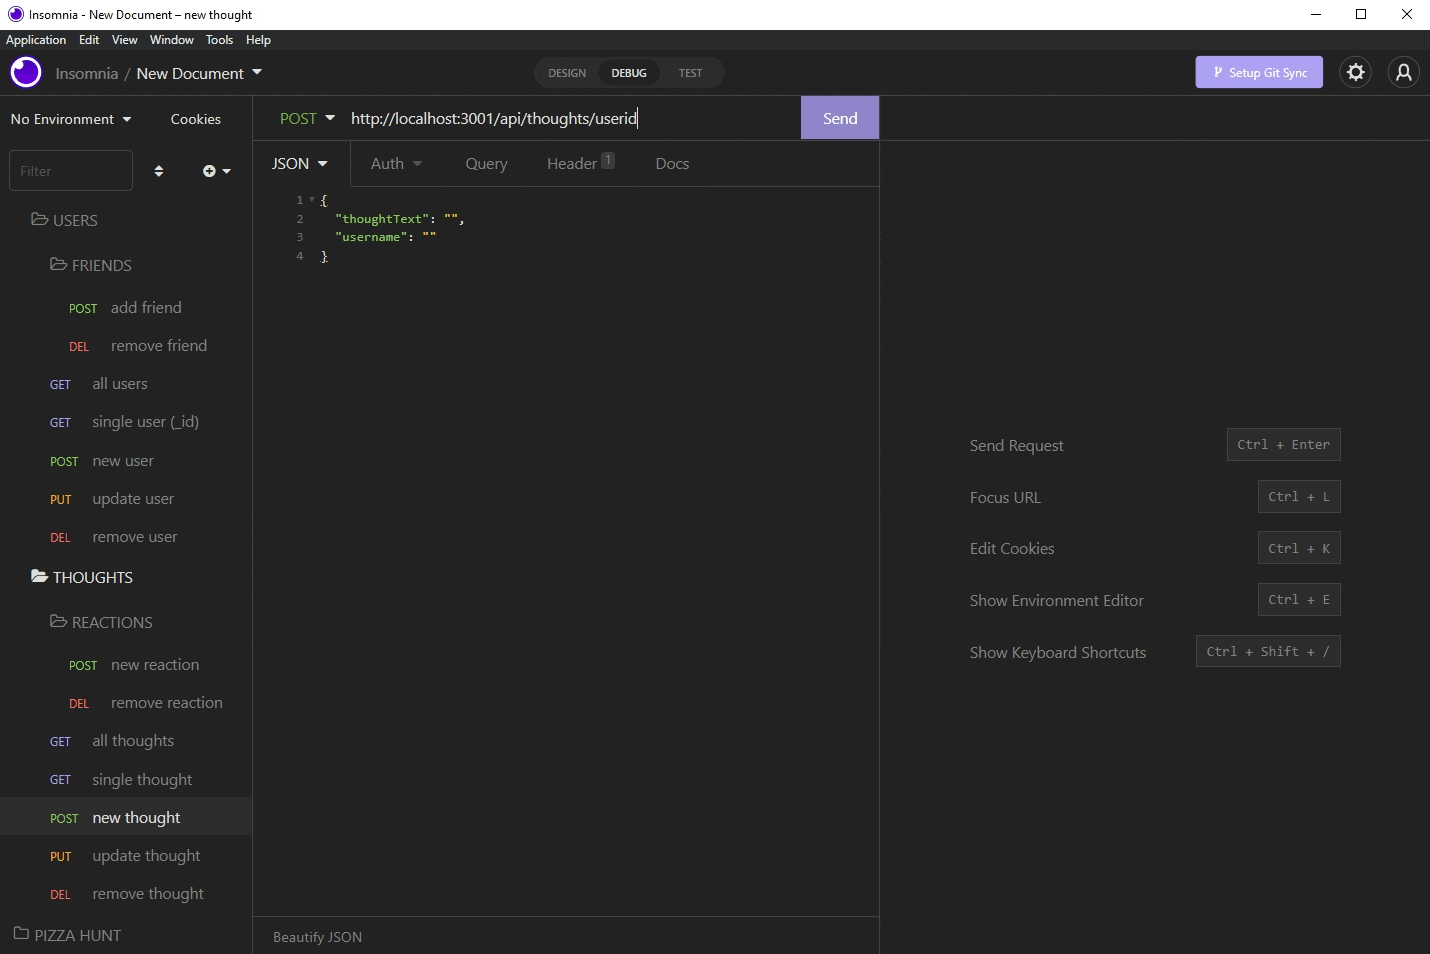 Insomnia - New Document – new thought
Application Edit View Window Tools Help
Insomnia / New Document
DESIGN DEBUG TEST
Setup Git Sync
No Environment Cookies
POST http://localhost:3001/api/thoughts/userid
Send
Filter
JSON Auth Query Header 1 Docs
1 {
2 "thoughtText": "",
3 "username": ""
4 }
USERS
FRIENDS
POST add friend
DEL remove friend
GET all users
GET single user (_id)
POST new user
PUT update user
DEL remove user
THOUGHTS
REACTIONS
POST new reaction
DEL remove reaction
GET all thoughts
GET single thought
POST new thought
PUT update thought
DEL remove thought
PIZZA HUNT
Beautify JSON
Send Request Ctrl + Enter
Focus URL Ctrl + L
Edit Cookies Ctrl + K
Show Environment Editor Ctrl + E
Show Keyboard Shortcuts Ctrl + Shift + /